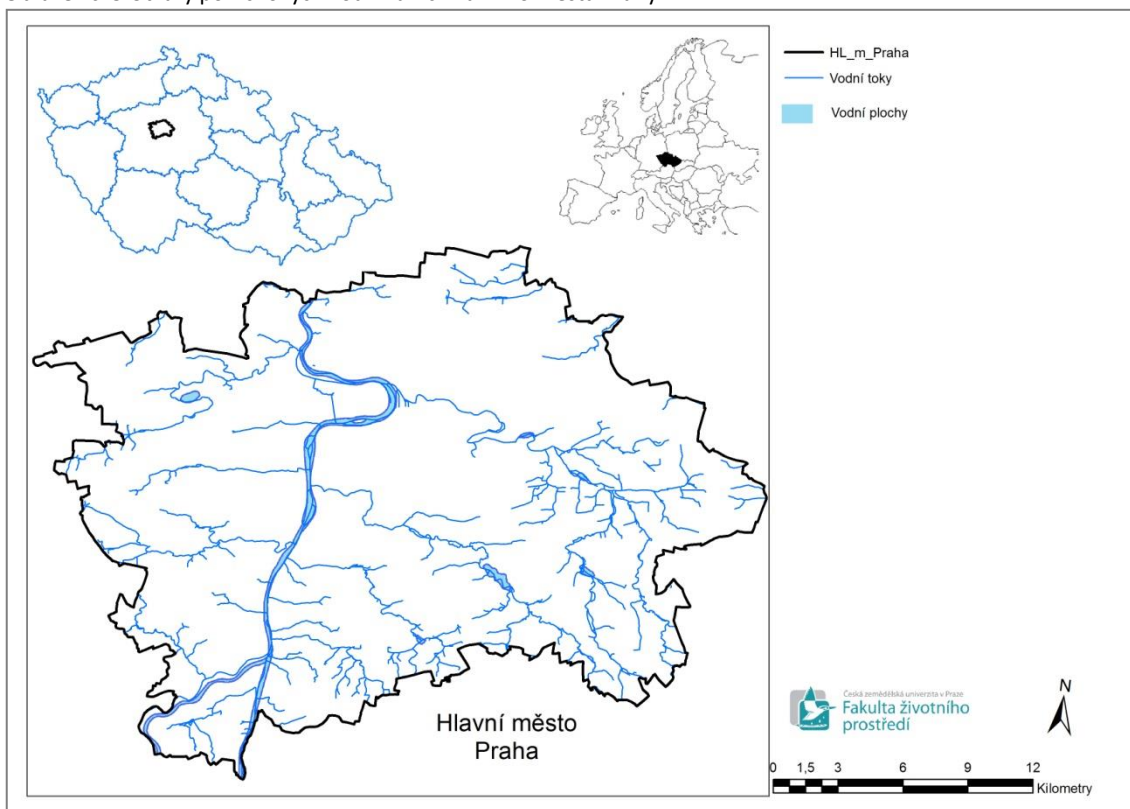 HL_m_Praha
Vodní toky
Vodní plochy
Hlavní město
Praha
Česká zemědělská univerzita v Praze
Fakulta životního
prostředí
N
0 1,5 3 6 9 12
Kilometry